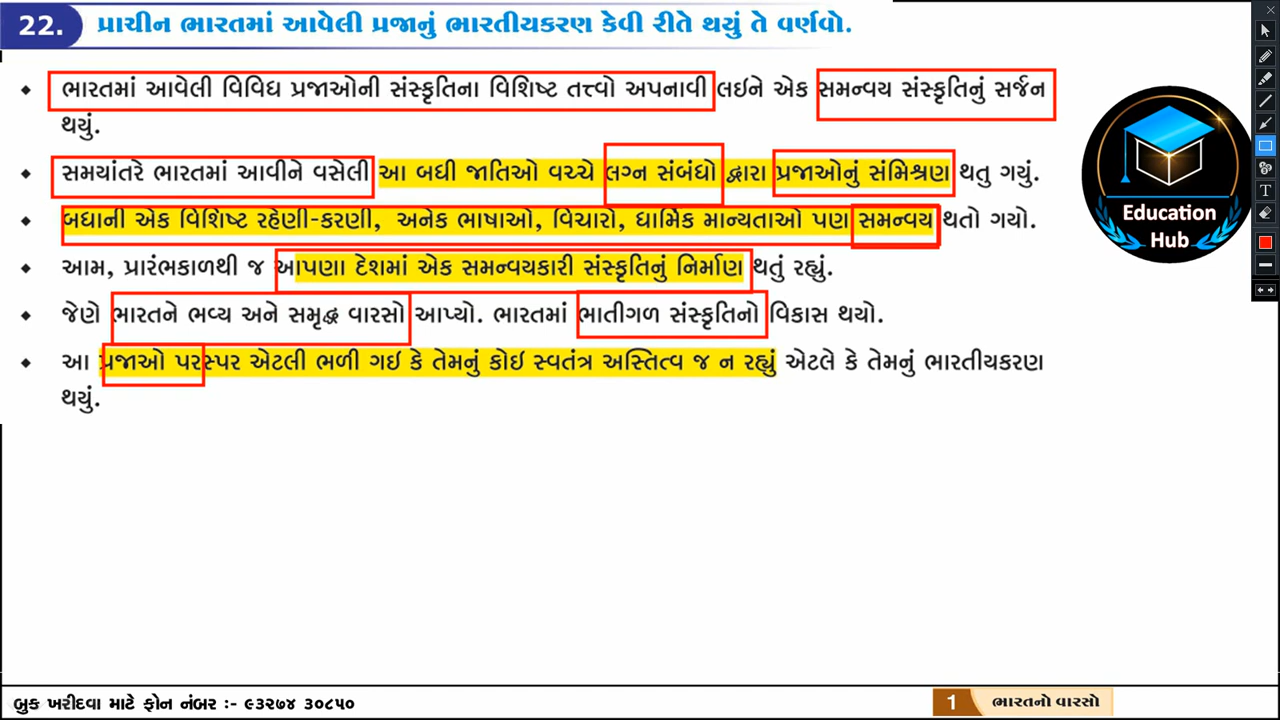 22. પ્રાચીન ભારતમાં આવેલી પ્રજાનું ભારતીયકરણ કેવી રીતે થયું તે વર્ણવો.
◆ ભારતમાં આવેલી વિવિધ પ્રજાઓની સંસ્કૃતિના વિશિષ્ટ તત્ત્વો અપનાવી લઈને એક સમન્વય સંસ્કૃતિનું સર્જન
થયું.
◆ સમયાંતરે ભારતમાં આવીને વસેલી આ બધી જાતિઓ વચ્ચે લગ્ન સંબંધો દ્વારા પ્રજાઓનું સંમિશ્રણ થતુ ગયું.
◆ બધાની એક વિશિષ્ટ રહેણી-કરણી, અનેક ભાષાઓ, વિચારો, ધાર્મિક માન્યતાઓ પણ સમન્વય થતો ગયો.
◆ આમ, પ્રારંભકાળથી જ આપણા દેશમાં એક સમન્વયકારી સંસ્કૃતિનું નિર્માણ થતું રહ્યું.
◆ જેણે ભારતને ભવ્ય અને સમૃદ્ધ વારસો આપ્યો. ભારતમાં ભાતીગળ સંસ્કૃતિનો વિકાસ થયો.
◆ આ પ્રજાઓ પરસ્પર એટલી ભળી ગઈ કે તેમનું કોઇ સ્વતંત્ર અસ્તિત્વ જ ન રહ્યું એટલે કે તેમનું ભારતીયકરણ
થયું.
Education
Hub
T
બુક ખરીદવા માટે ફોન નંબર :- ૯૩૨૭૪ ૩૦૮૫૦
1 ભારતનો વારસો